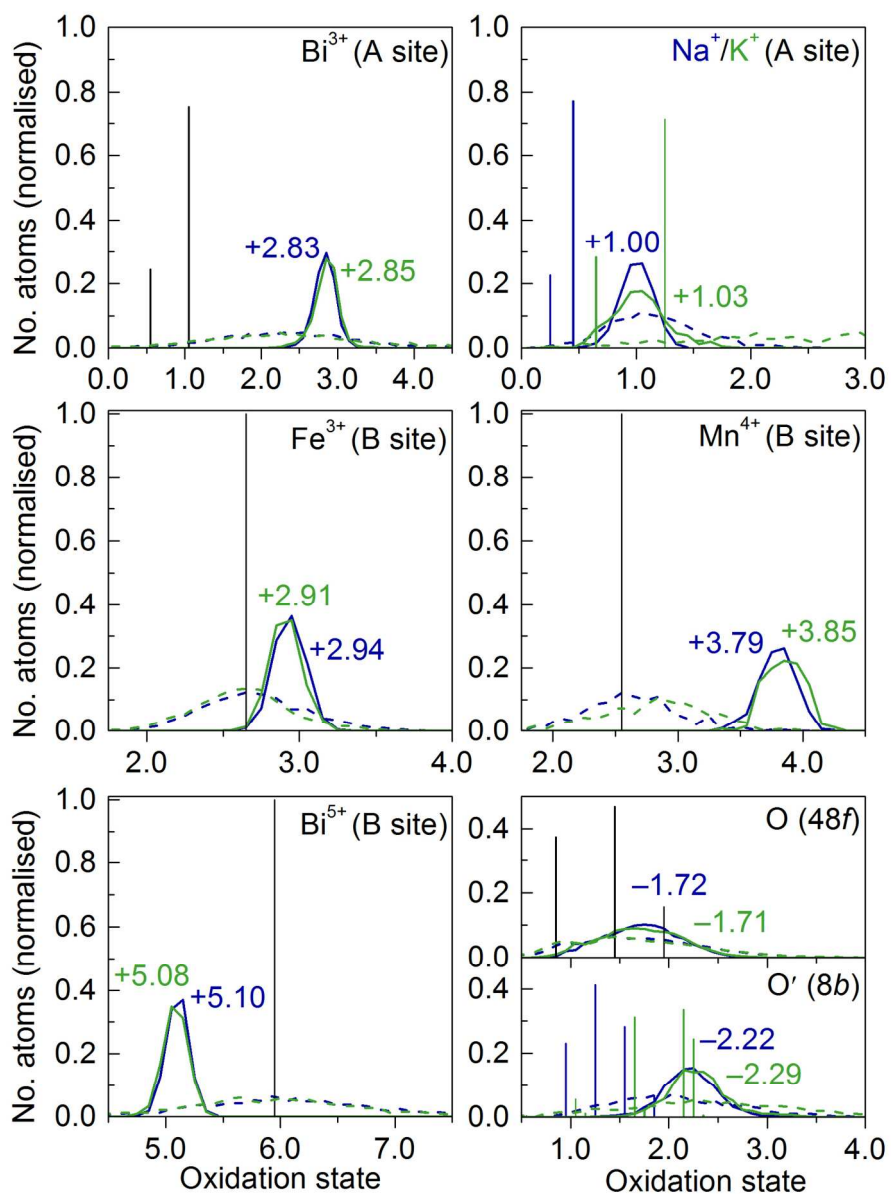 No. atoms (normalised)
1.0
0.8
0.6
0.4
0.2
0.0
0.0 1.0 2.0 3.0 4.0
Bi³⁺ (A site)
+2.83
+2.85
1.0
0.8
0.6
0.4
0.2
0.0
0.0 1.0 2.0 3.0
Na⁺/K⁺ (A site)
+1.00
+1.03
No. atoms (normalised)
1.0
0.8
0.6
0.4
0.2
0.0
2.0 3.0 4.0
Fe³⁺ (B site)
+2.91
+2.94
1.0
0.8
0.6
0.4
0.2
0.0
2.0 3.0 4.0
Mn⁴⁺ (B site)
+3.79
+3.85
No. atoms (normalised)
1.0
0.8
0.6
0.4
0.2
0.0
5.0 6.0 7.0
Oxidation state
Bi⁵⁺ (B site)
+5.08
+5.10
0.4
0.2
0.0
1.0 2.0 3.0 4.0
O (48f)
–1.72
–1.71
0.4
0.2
0.0
1.0 2.0 3.0 4.0
Oxidation state
O′ (8b)
–2.22
–2.29